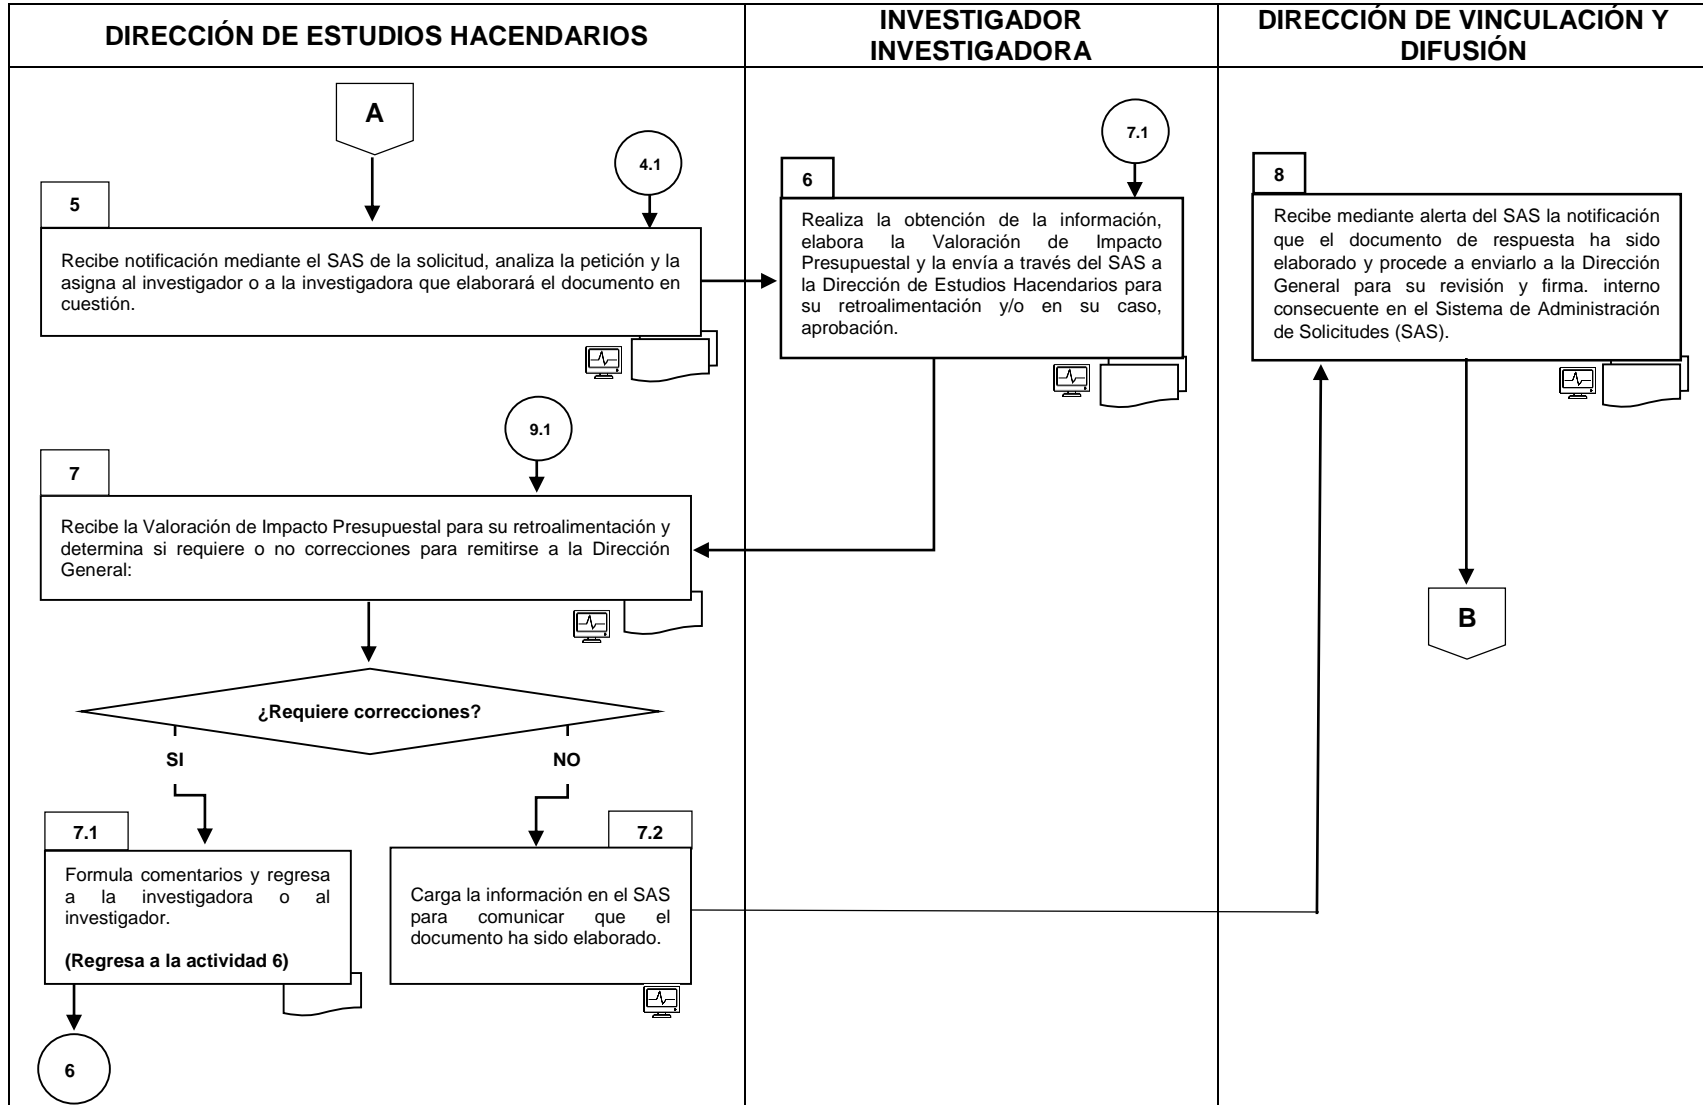 DIRECCIÓN DE ESTUDIOS HACENDARIOS
INVESTIGADOR
INVESTIGADORA
DIRECCIÓN DE VINCULACIÓN Y
DIFUSIÓN
A
4.1
5
Recibe notificación mediante el SAS de la solicitud, analiza la petición y la
asigna al investigador o a la investigadora que elaborará el documento en
cuestión.
7.1
6
Realiza la obtención de la información,
elabora la Valoración de Impacto
Presupuestal y la envía a través del SAS a
la Dirección de Estudios Hacendarios para
su retroalimentación y/o en su caso,
aprobación.
8
Recibe mediante alerta del SAS la notificación
que el documento de respuesta ha sido
elaborado y procede a enviarlo a la Dirección
General para su revisión y firma. interno
consecuente en el Sistema de Administración
de Solicitudes (SAS).
9.1
7
Recibe la Valoración de Impacto Presupuestal para su retroalimentación y
determina si requiere o no correcciones para remitirse a la Dirección
General:
B
¿Requiere correcciones?
SI
NO
7.1
Formula comentarios y regresa
a la investigadora o al
investigador.
(Regresa a la actividad 6)
7.2
Carga la información en el SAS
para comunicar que el
documento ha sido elaborado.
6